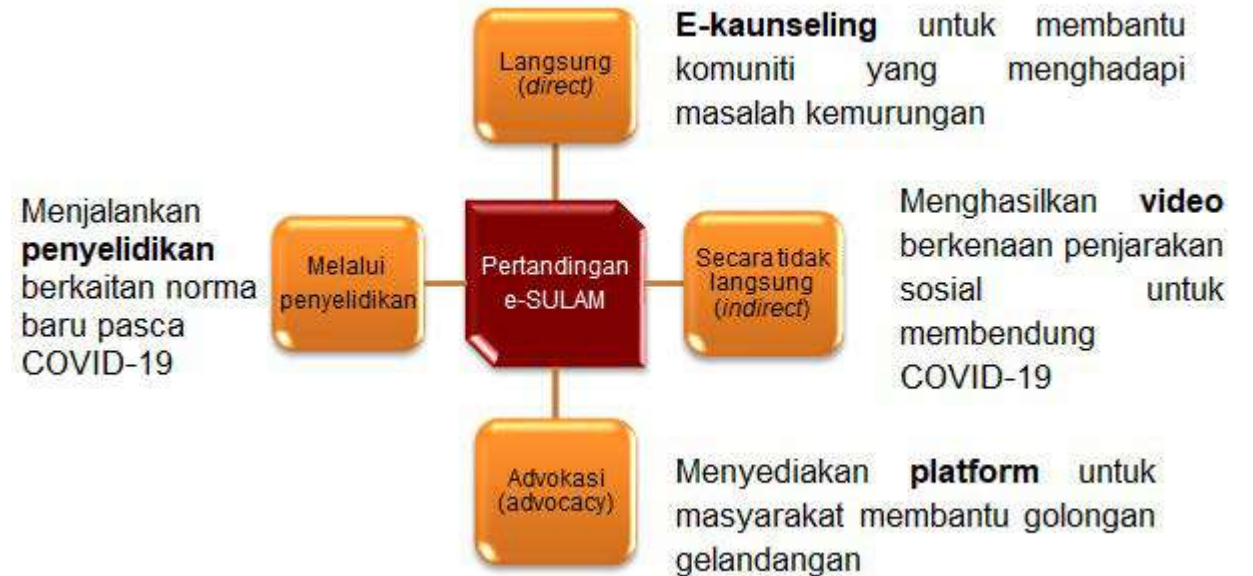 Langsung
(direct)
E-kaunseling untuk membantu
komuniti yang menghadapi
masalah kemurungan
Menjalankan
penyelidikan
berkaitan norma
baru pasca
COVID-19
Melalui
penyelidikan
Pertandingan
e-SULAM
Secara tidak
langsung
(indirect)
Menghasilkan video
berkenaan penjarakan
sosial untuk
membendung
COVID-19
Advokasi
(advocacy)
Menyediakan platform untuk
masyarakat membantu golongan
gelandangan